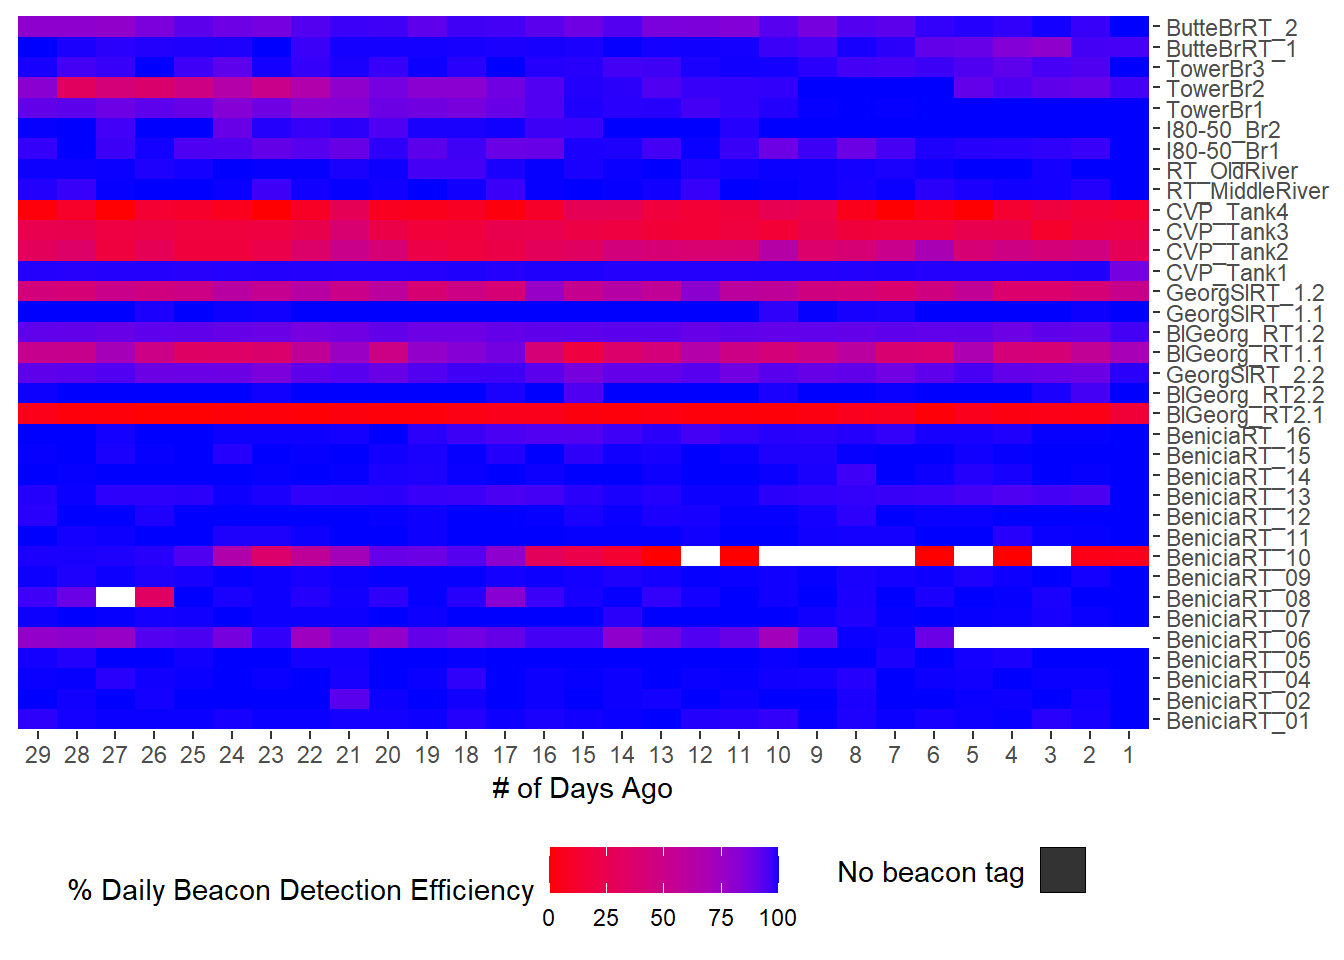 ButteBrRT_2
ButteBrRT_1
TowerBr3
TowerBr2
TowerBr1
I80-50_Br2
I80-50_Br1
RT_OldRiver
RT_MiddleRiver
CVP_Tank4
CVP_Tank3
CVP_Tank2
CVP_Tank1
GeorgSlRT_1.2
GeorgSlRT_1.1
BlGeorg_RT1.2
BlGeorg_RT1.1
GeorgSlRT_2.2
BlGeorg_RT2.2
BlGeorg_RT2.1
BeniciaRT_16
BeniciaRT_15
BeniciaRT_14
BeniciaRT_13
BeniciaRT_12
BeniciaRT_11
BeniciaRT_10
BeniciaRT_09
BeniciaRT_08
BeniciaRT_07
BeniciaRT_06
BeniciaRT_05
BeniciaRT_04
BeniciaRT_02
BeniciaRT_01
29 28 27 26 25 24 23 22 21 20 19 18 17 16 15 14 13 12 11 10 9 8 7 6 5 4 3 2 1
# of Days Ago
% Daily Beacon Detection Efficiency
0 25 50 75 100
No beacon tag